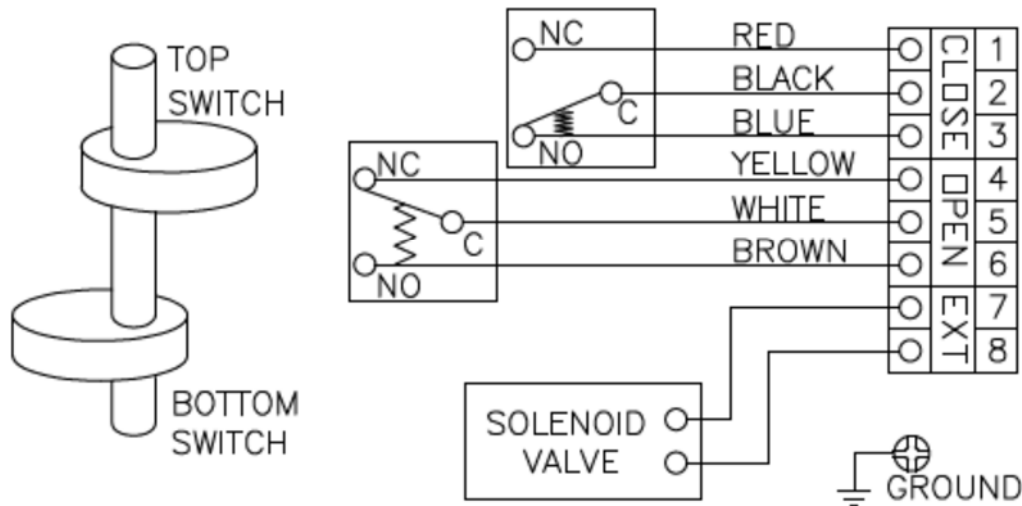 TOP
SWITCH
BOTTOM
SWITCH
NC
C
NO
NC
C
NO
RED
BLACK
BLUE
YELLOW
WHITE
BROWN
CLOSE
OPEN
EXT
1
2
3
4
5
6
7
8
SOLENOID
VALVE
GROUND